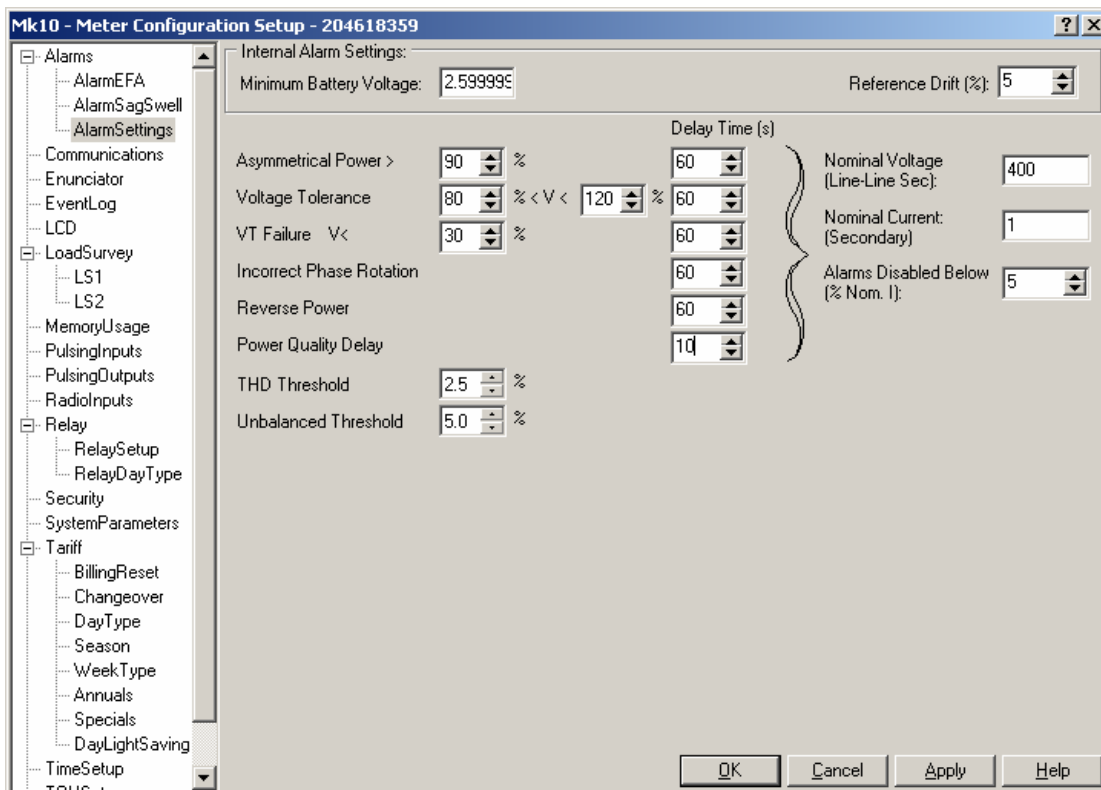 Mk10 - Meter Configuration Setup - 204618359
Alarms
AlarmEFA
AlarmSagSwell
AlarmSettings
Communications
Enunciator
EventLog
LCD
LoadSurvey
LS1
LS2
MemoryUsage
PulsingInputs
PulsingOutputs
RadioInputs
Relay
RelaySetup
RelayDayType
Security
SystemParameters
Tariff
BillingReset
Changeover
DayType
Season
WeekType
Annuals
Specials
DayLightSaving
TimeSetup
Internal Alarm Settings:
Minimum Battery Voltage: 2.599999
Reference Drift (%): 5
Delay Time (s)
Asymmetrical Power > 90 % 60
Voltage Tolerance 80 % < V < 120 % 60
VT Failure V< 30 % 60
Incorrect Phase Rotation 60
Reverse Power 60
Power Quality Delay 10
THD Threshold 2.5 %
Unbalanced Threshold 5.0 %
Nominal Voltage
(Line-Line Sec): 400
Nominal Current:
(Secondary) 1
Alarms Disabled Below
(% Nom. I): 5
OK Cancel Apply Help